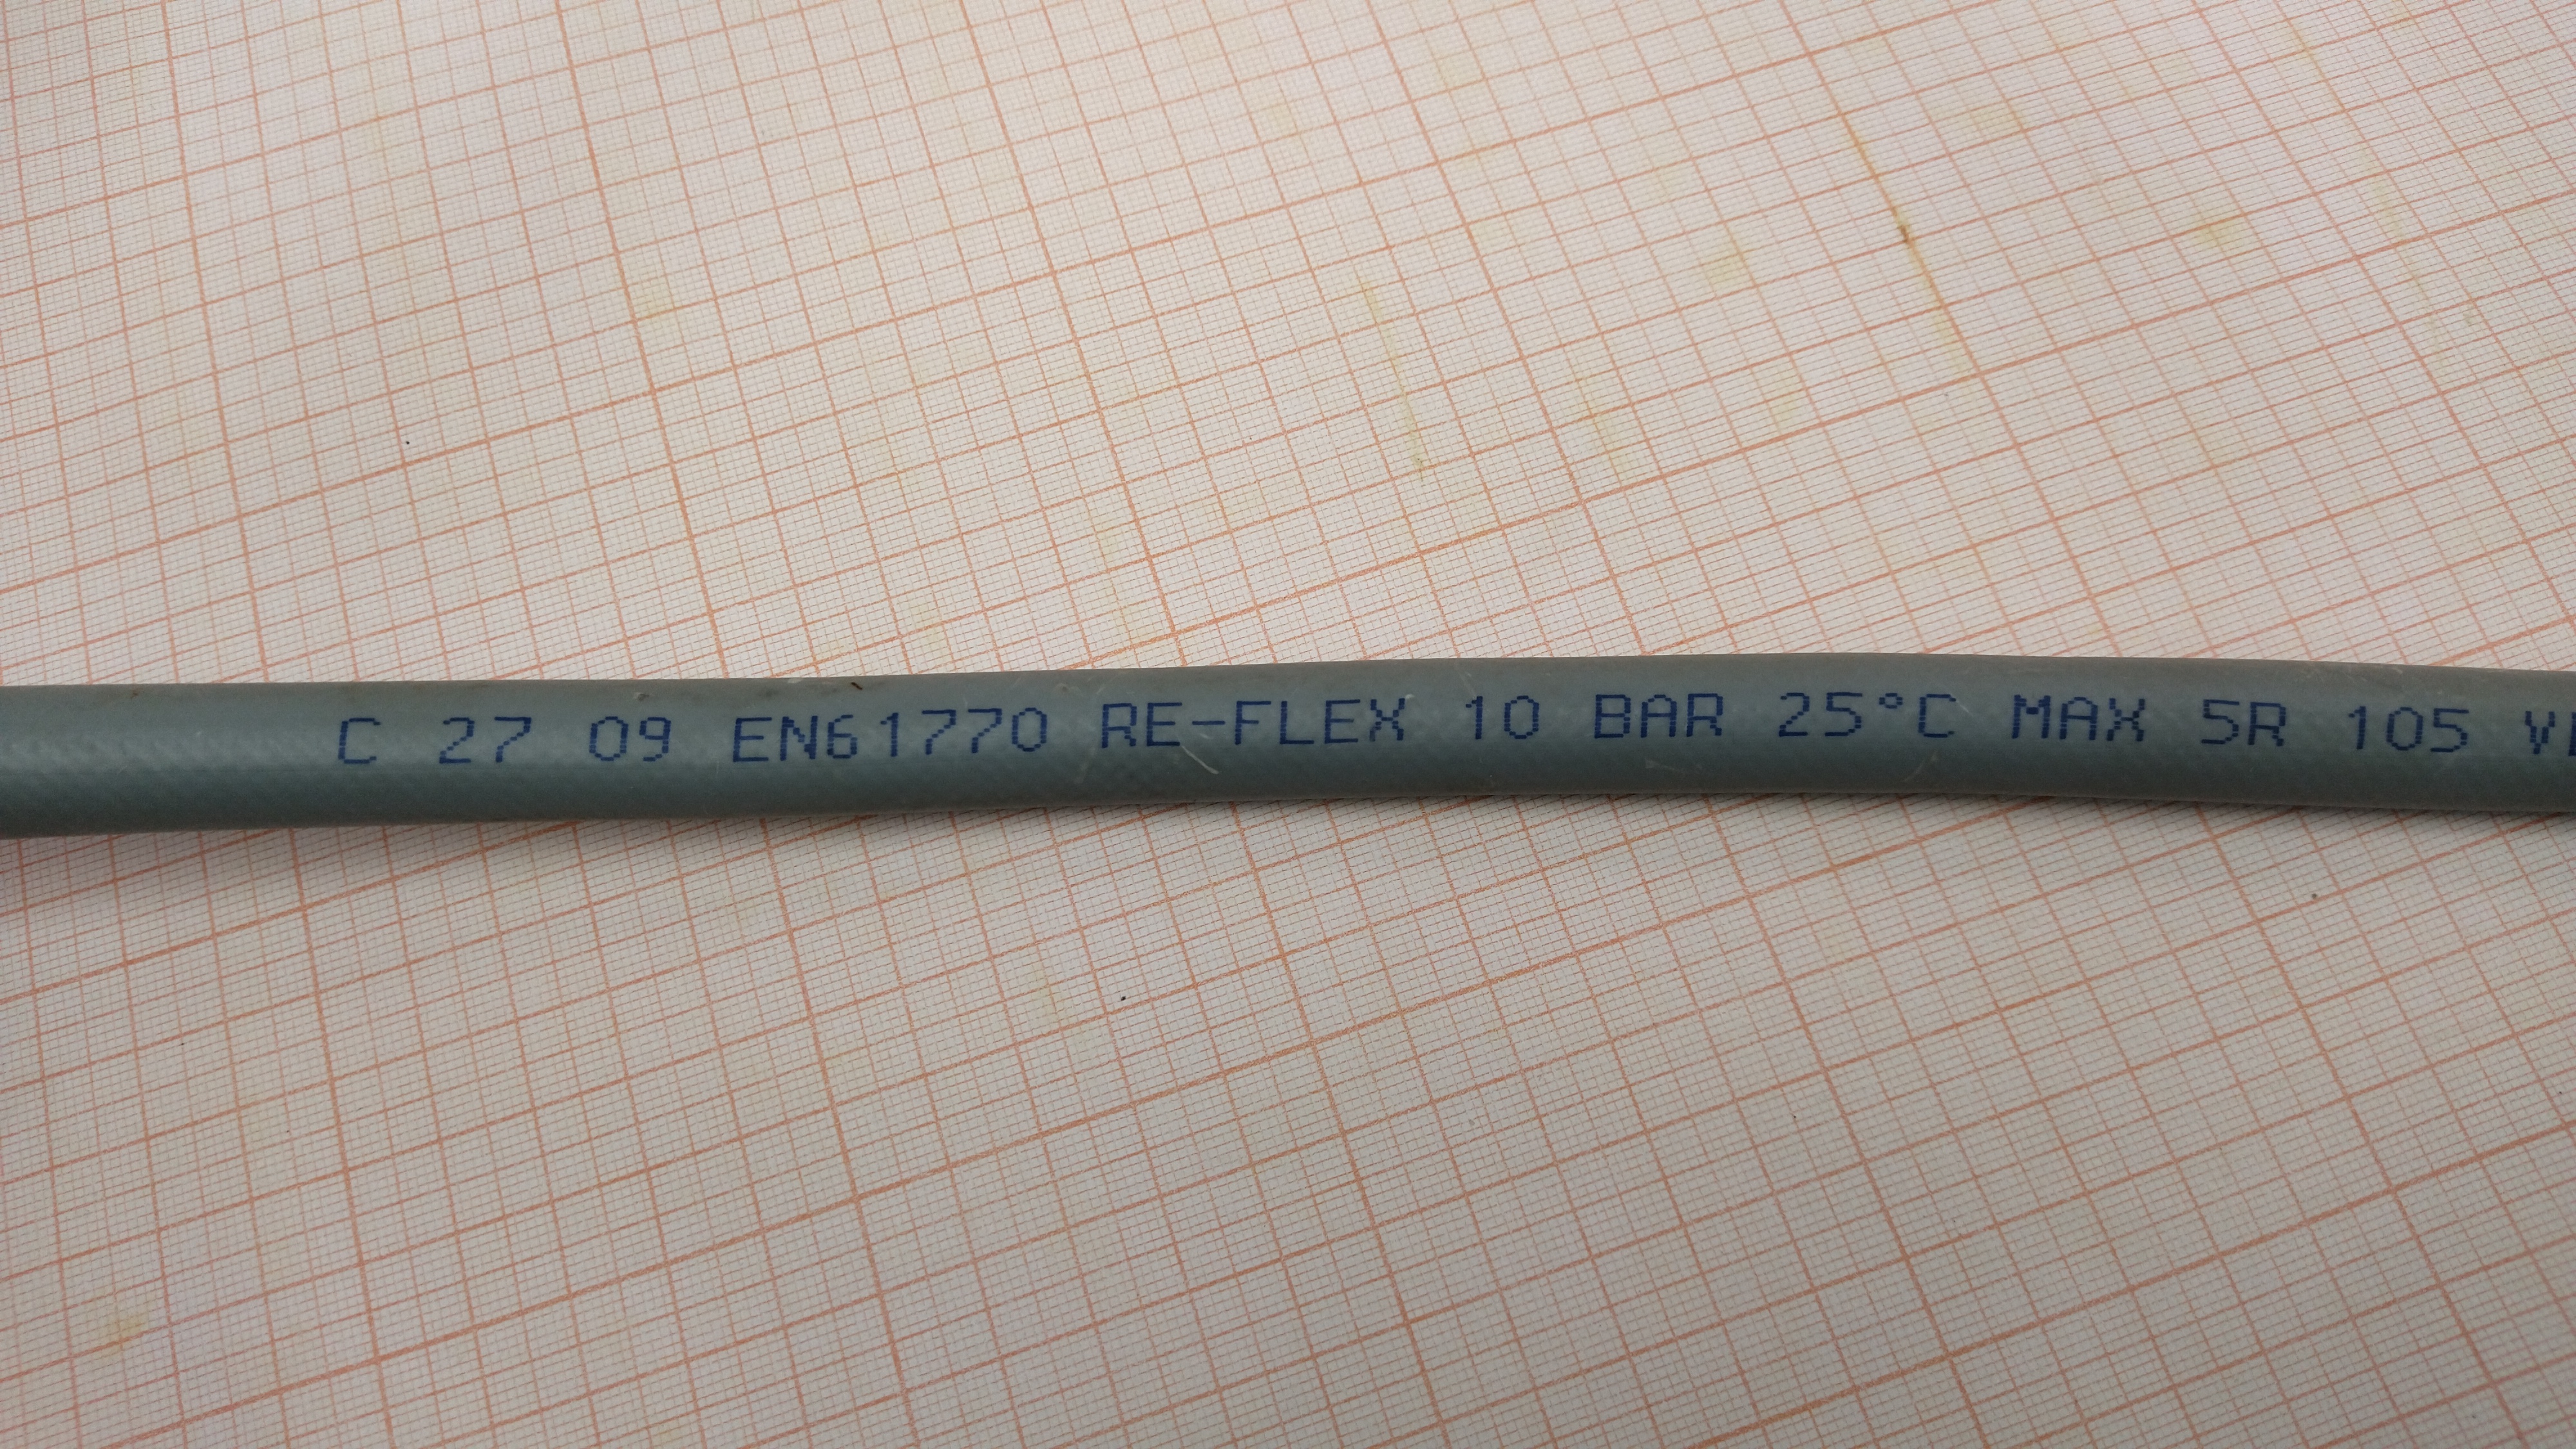 C 27 09 EN61770 RE-FLEX 10 BAR 25°C MAX 5R 105